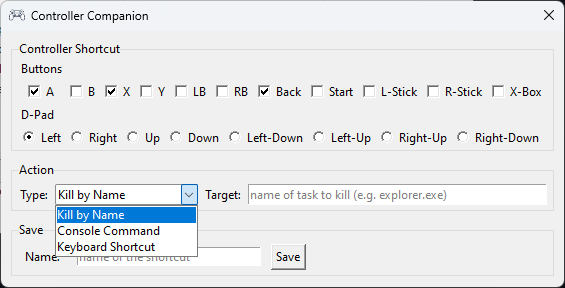 Controller Companion
Controller Shortcut
Buttons
A B X Y LB RB Back Start L-Stick R-Stick X-Box
D-Pad
Left Right Up Down Left-Down Left-Up Right-Up Right-Down
Action
Type: Kill by Name Target: name of task to kill (e.g. explorer.exe)
Kill by Name
Console Command
Keyboard Shortcut
Save
Name: name of the shortcut Save